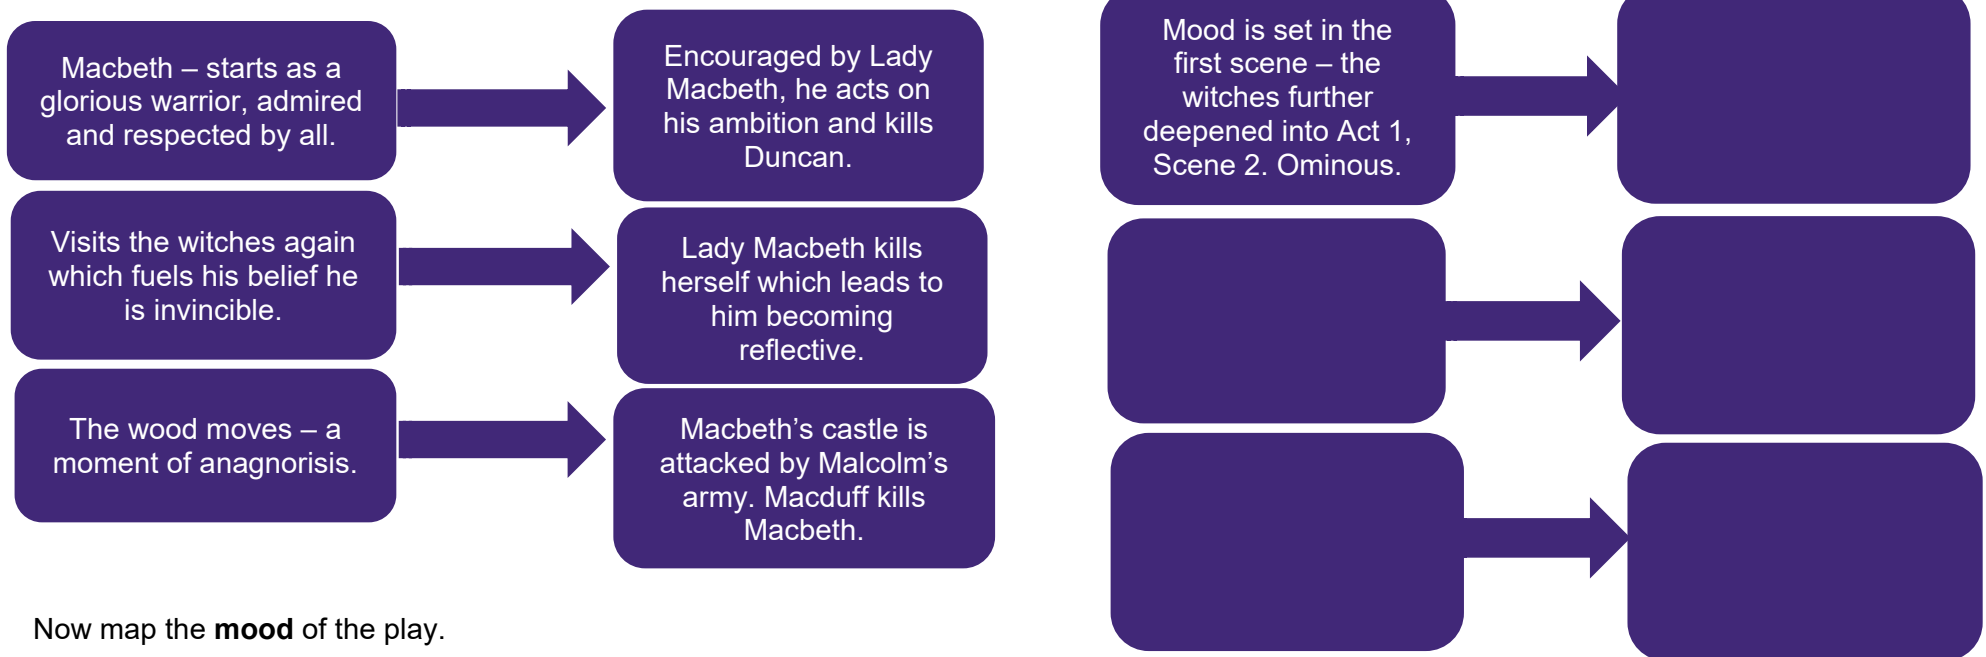 Macbeth – starts as a
glorious warrior, admired
and respected by all.
Encouraged by Lady
Macbeth, he acts on
his ambition and kills
Duncan.
Visits the witches again
which fuels his belief he
is invincible.
Lady Macbeth kills
herself which leads to
him becoming
reflective.
The wood moves – a
moment of anagnorisis.
Macbeth’s castle is
attacked by Malcolm’s
army. Macduff kills
Macbeth.
Now map the mood of the play.
Mood is set in the
first scene – the
witches further
deepened into Act 1,
Scene 2. Ominous.